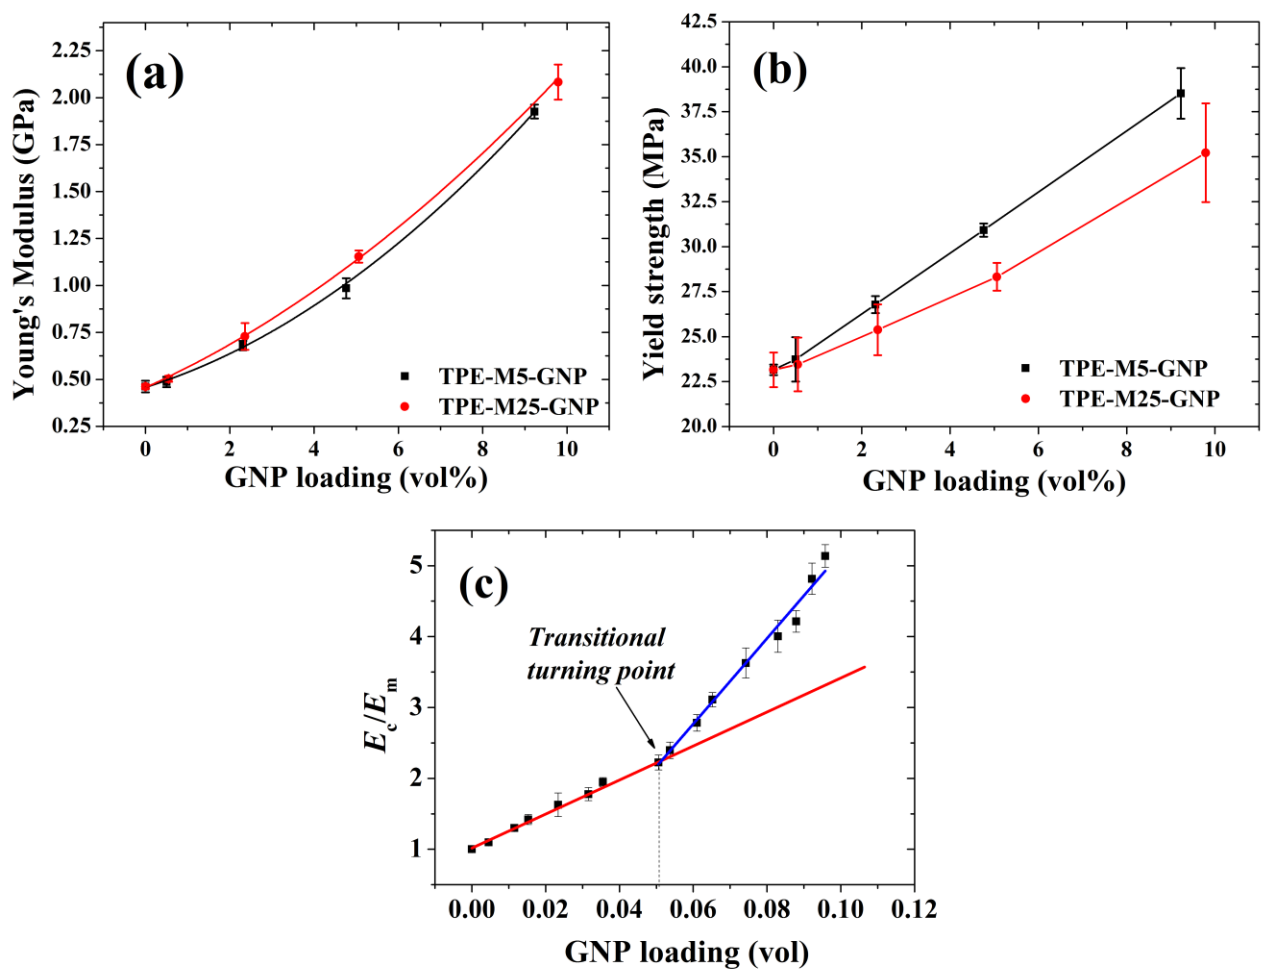 (a)
2.25
2.00
1.75
1.50
1.25
1.00
0.75
0.50
0.25
Young's Modulus (GPa)
TPE-M5-GNP
TPE-M25-GNP
0 2 4 6 8 10
GNP loading (vol%)
(b)
42.5
40.0
37.5
35.0
32.5
30.0
27.5
25.0
22.5
20.0
Yield strength (MPa)
TPE-M5-GNP
TPE-M25-GNP
0 2 4 6 8 10
GNP loading (vol%)
(c)
5
4
3
2
1
Ec/Em
Transitional
turning point
0.00 0.02 0.04 0.06 0.08 0.10 0.12
GNP loading (vol)